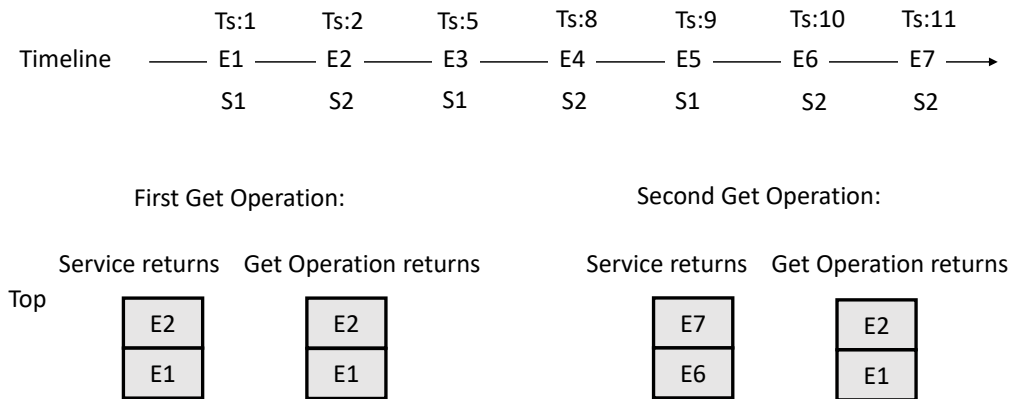 Ts:1 Ts:2 Ts:5 Ts:8 Ts:9 Ts:10 Ts:11
Timeline E1 E2 E3 E4 E5 E6 E7
S1 S2 S1 S2 S1 S2 S2
First Get Operation: Second Get Operation:
Service returns Get Operation returns Service returns Get Operation returns
Top
E2 E2 E7 E2
E1 E1 E6 E1